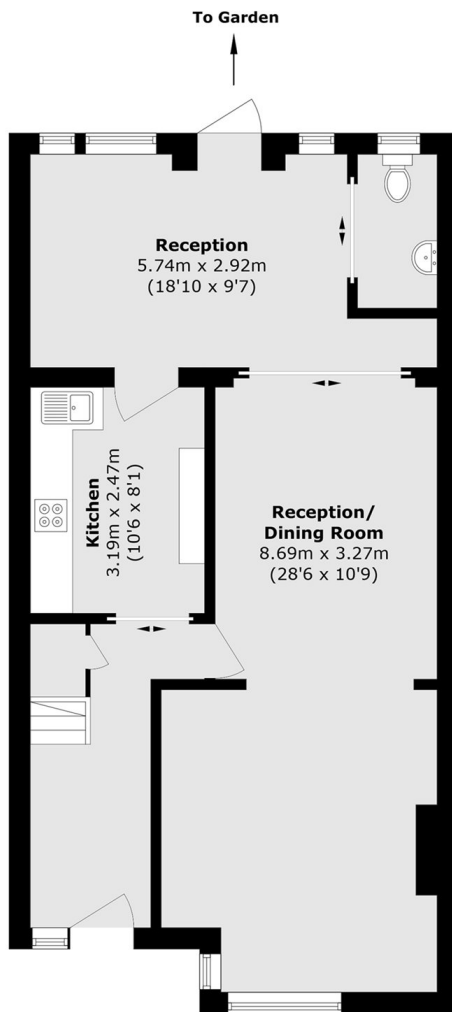 To Garden
Reception
5.74m x 2.92m
(18'10 x 9'7)
Kitchen
3.19m x 2.47m
(10'6 x 8'1)
Reception/
Dining Room
8.69m x 3.27m
(28'6 x 10'9)